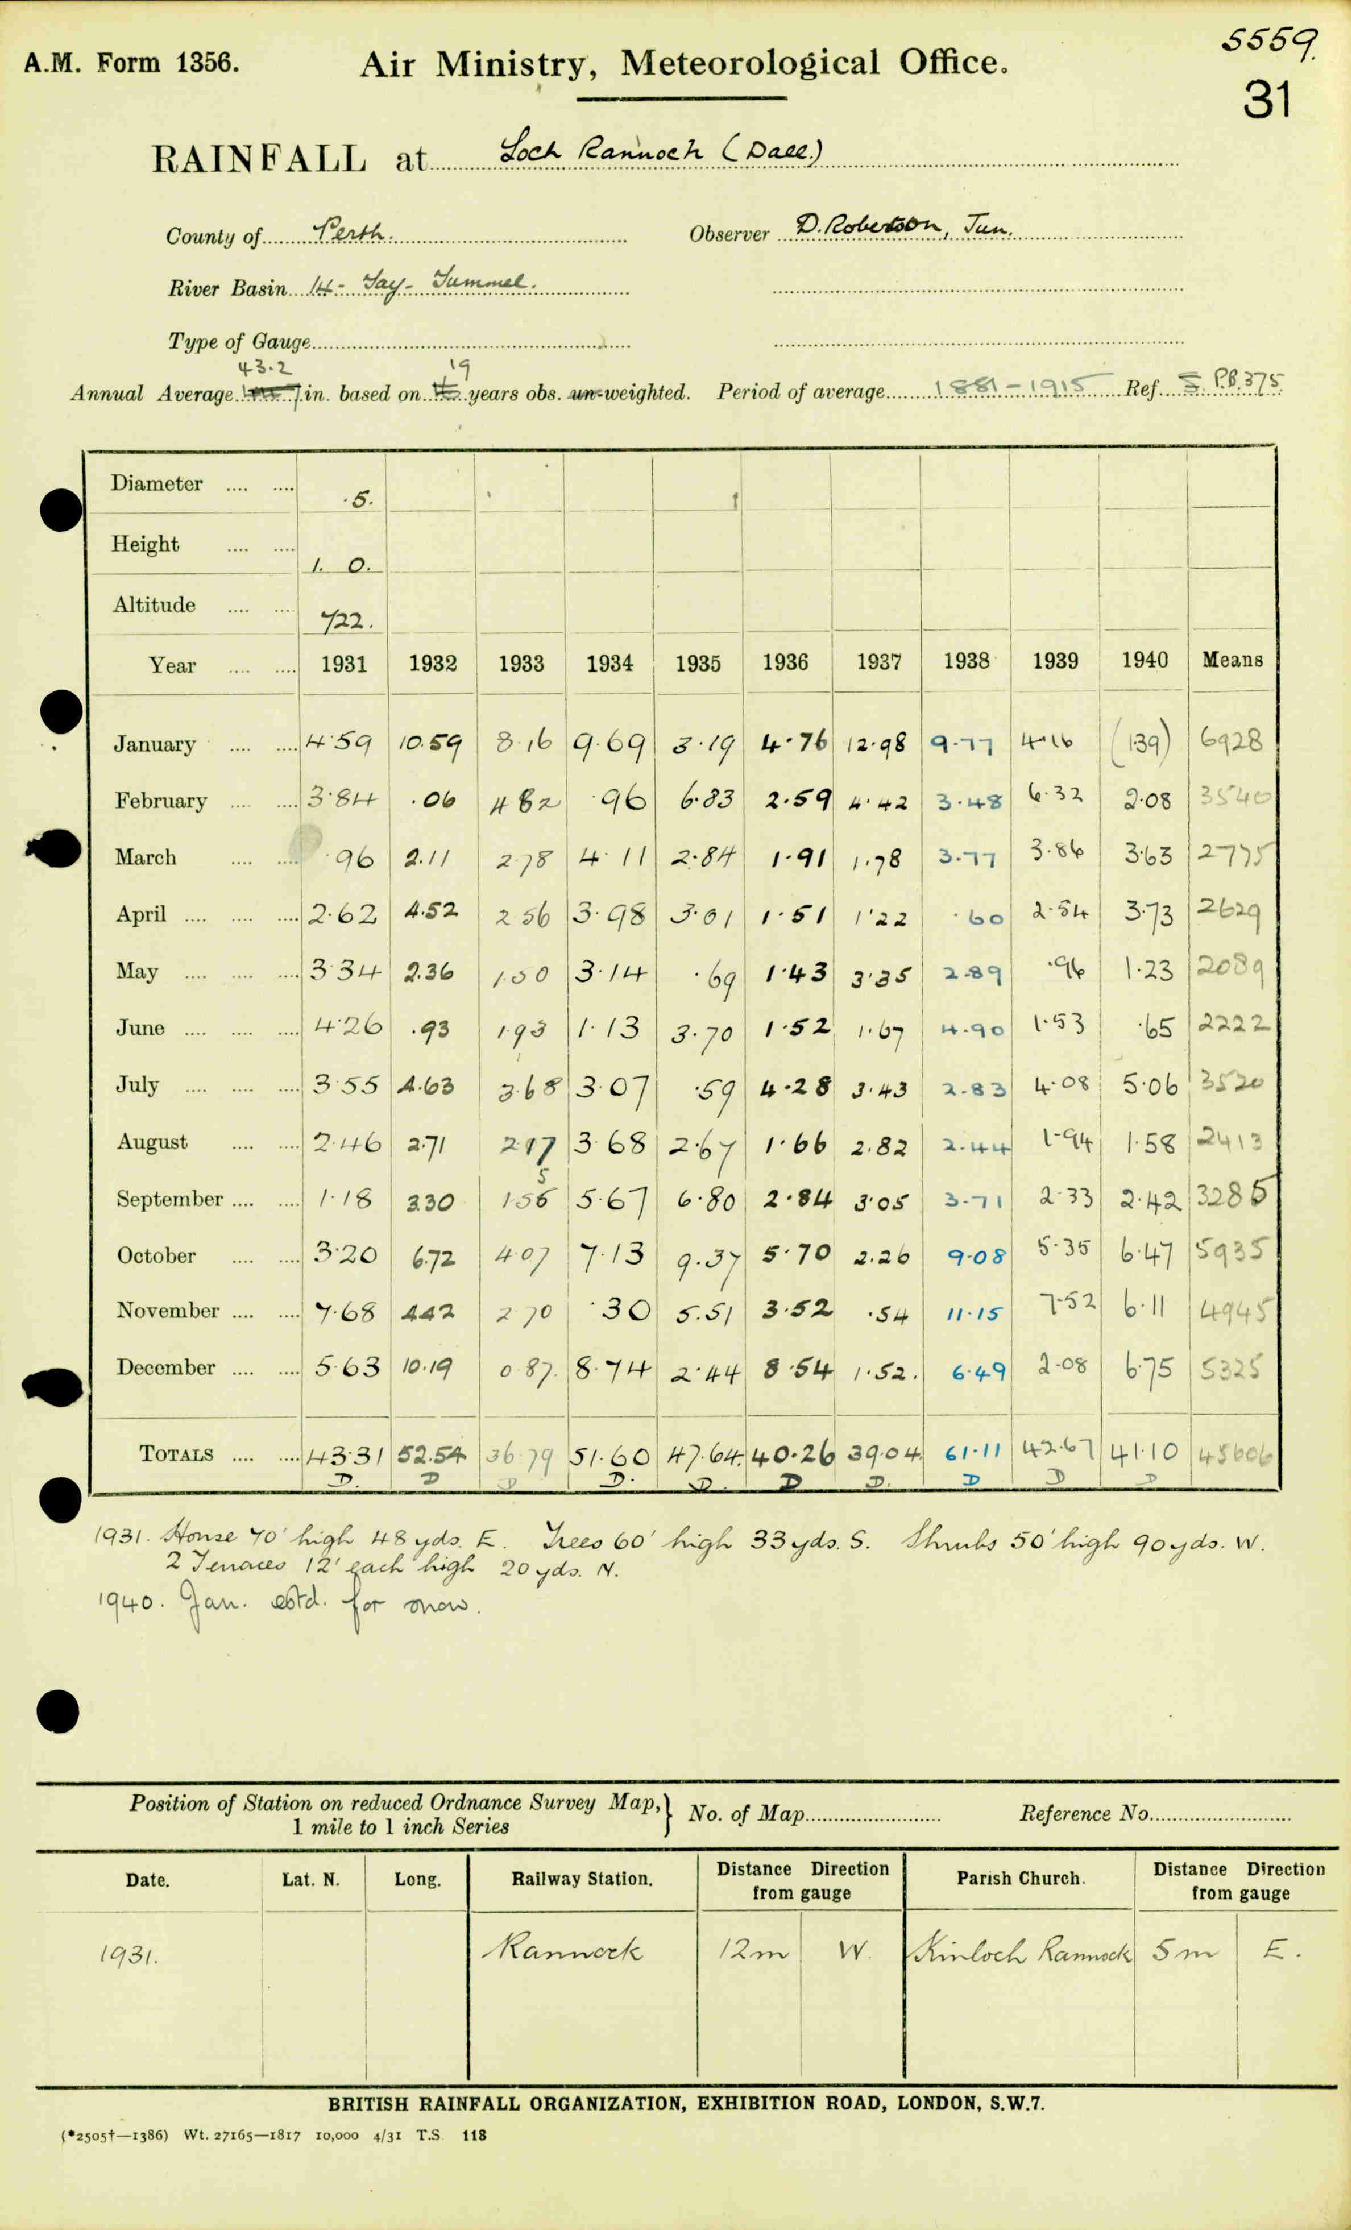 5559.
A.M. Form 1356. Air Ministry, Meteorological Office.
31
RAINFALL at Loch Rannoch (Dall.)
County of Perth. Observer D. Robertson, Jun.
River Basin 14 - Tay - Tummel.
Type of Gauge
43.2 19
Annual Average in. based on years obs. un-weighted. Period of average 1881-1915 Ref. S. P.B. 375.
Diameter .... .... 5.
Height .... .... 1. 0.
Altitude .... .... 722.
Year .... .... 1931 1932 1933 1934 1935 1936 1937 1938 1939 1940 Means
January .... .... 4.59 10.59 8.16 9.69 3.19 4.76 12.98 9.77 4.16 (1.39) 6928
February .... .... 3.84 .06 4.82 .96 6.83 2.59 4.42 3.48 6.32 2.08 3540
March .... .... .96 2.11 2.78 4.11 2.84 1.91 1.78 3.77 3.86 3.63 2775
April .... .... .... 2.62 4.52 2.56 3.98 3.01 1.51 1.22 .60 2.54 3.73 2629
May .... .... .... 3.34 2.36 1.50 3.14 .69 1.43 3.35 2.89 .96 1.23 2089
June .... .... .... 4.26 .93 1.93 1.13 3.70 1.52 1.67 4.90 1.53 .65 2222
July .... .... .... 3.55 4.63 3.68 3.07 .59 4.28 3.43 2.83 4.08 5.06 3520
August .... .... 2.46 2.71 2.17 3.68 2.67 1.66 2.82 2.44 1.94 1.58 2413
September .... .... 1.18 3.30 1.55 5.67 6.80 2.84 3.05 3.71 2.33 2.42 3285
October .... .... 3.20 6.72 4.07 7.13 9.37 5.70 2.26 9.08 5.35 6.47 5935
November .... .... 7.68 4.42 2.70 .30 5.51 3.52 .54 11.15 7.52 6.11 4945
December .... .... 5.63 10.19 0.87. 8.74 2.44 8.54 1.52. 6.49 2.08 6.75 5325
TOTALS .... .... 43.31 52.54 36.79 51.60 47.64. 40.26 39.04. 61.11 42.67 41.10 45606
D. D D D. D. D D. D D D
1931. House 70' high 48 yds. E. Trees 60' high 33 yds. S. Shrubs 50' high 90 yds. W.
2 Terraces 12' each high 20 yds. N.
1940. Jan. estd. for snow.
Position of Station on reduced Ordnance Survey Map, } No. of Map Reference No.
1 mile to 1 inch Series
Date. Lat. N. Long. Railway Station. Distance Direction from gauge Parish Church. Distance Direction from gauge
1931. Rannoch 12 m W. Kinloch Rannoch 5 m E.
BRITISH RAINFALL ORGANIZATION, EXHIBITION ROAD, LONDON, S.W.7.
(*2505†—1386) Wt. 27165—1817 10,000 4/31 T.S. 118